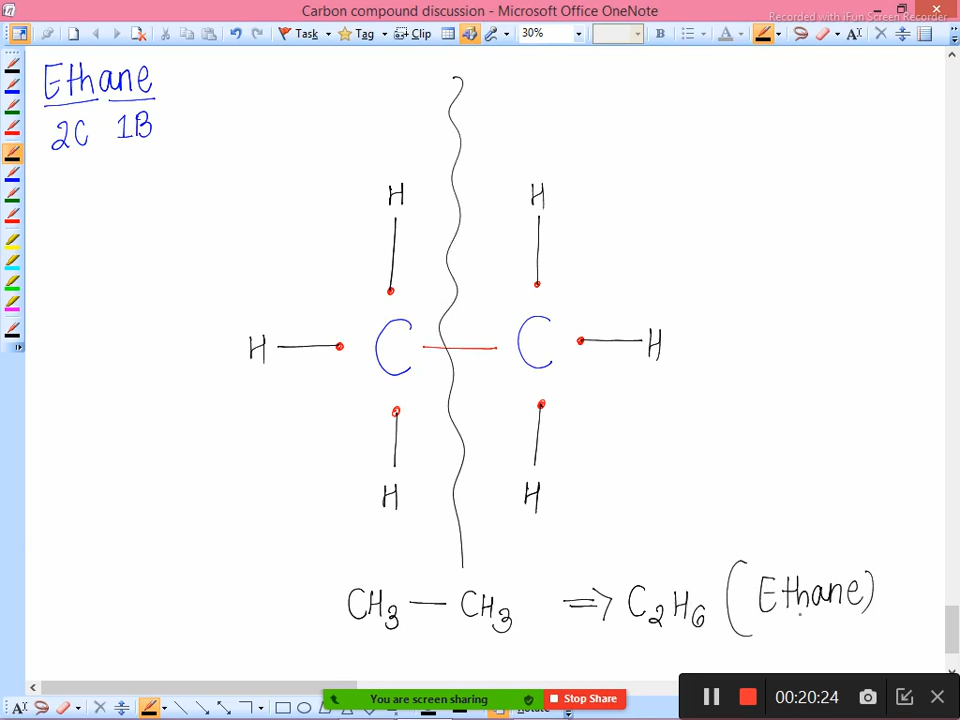 Carbon compound discussion - Microsoft Office OneNote
Recorded with iFun Screen Recorder
Task Tag Clip 30% B A A
Ethane
2C 1B
H H
H C C H
H H
CH3 — CH3 ⇒ C2H6 (Ethane)
You are screen sharing Stop Share
00:20:24